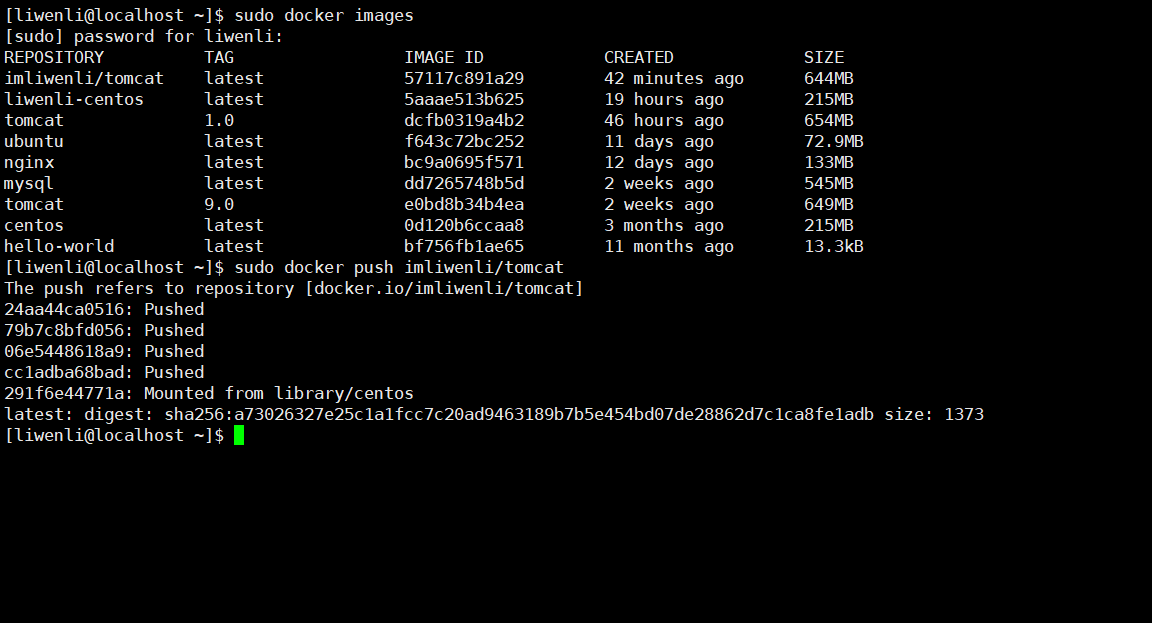 [liwenli@localhost ~]$ sudo docker images
[sudo] password for liwenli:
REPOSITORY TAG IMAGE ID CREATED SIZE
imliwenli/tomcat latest 57117c891a29 42 minutes ago 644MB
liwenli-centos latest 5aaae513b625 19 hours ago 215MB
tomcat 1.0 dcfb0319a4b2 46 hours ago 654MB
ubuntu latest f643c72bc252 11 days ago 72.9MB
nginx latest bc9a0695f571 12 days ago 133MB
mysql latest dd7265748b5d 2 weeks ago 545MB
tomcat 9.0 e0bd8b34b4ea 2 weeks ago 649MB
centos latest 0d120b6ccaa8 3 months ago 215MB
hello-world latest bf756fb1ae65 11 months ago 13.3kB
[liwenli@localhost ~]$ sudo docker push imliwenli/tomcat
The push refers to repository [docker.io/imliwenli/tomcat]
24aa44ca0516: Pushed
79b7c8bfd056: Pushed
06e5448618a9: Pushed
cc1adba68bad: Pushed
291f6e44771a: Mounted from library/centos
latest: digest: sha256:a73026327e25c1a1fcc7c20ad9463189b7b5e454bd07de28862d7c1ca8fe1adb size: 1373
[liwenli@localhost ~]$